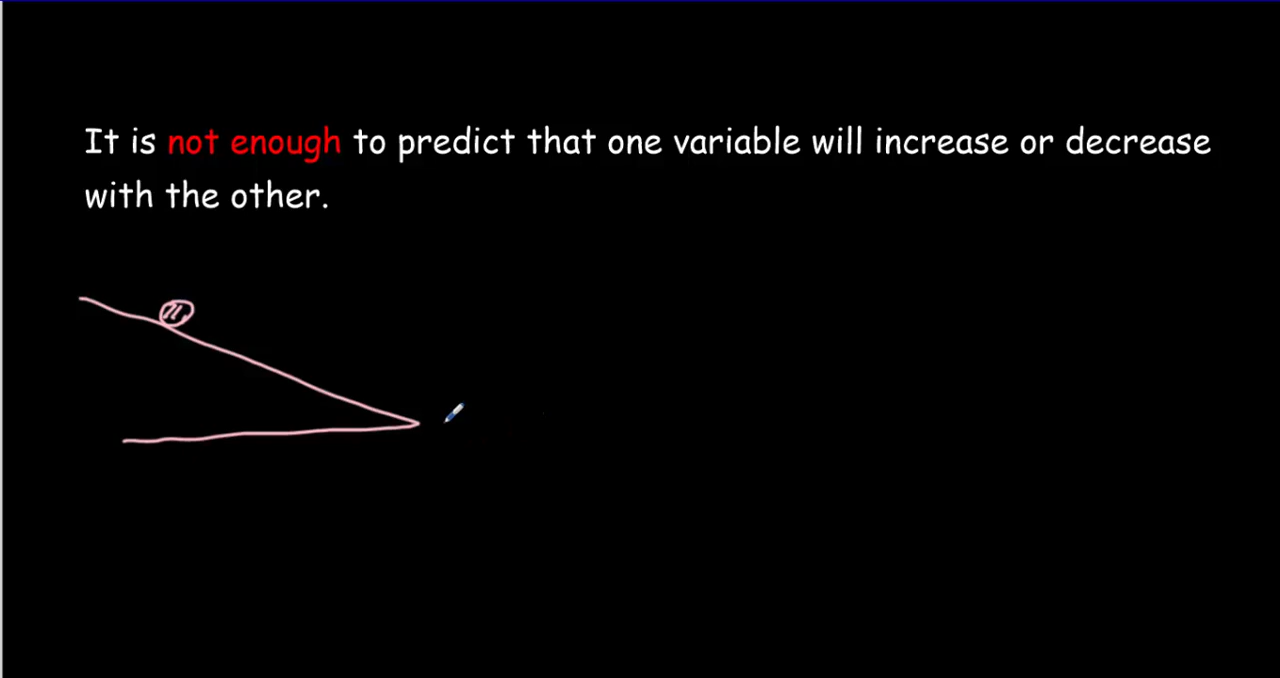 It is not enough to predict that one variable will increase or decrease
with the other.